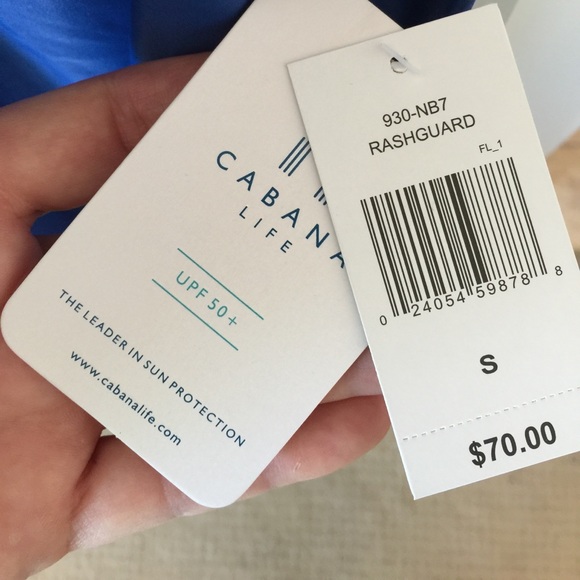 CABANA
LIFE
UPF 50+
THE LEADER IN SUN PROTECTION
www.cabanalife.com
930-NB7
RASHGUARD
FL_1
0 24054 59878 8
S
$70.00